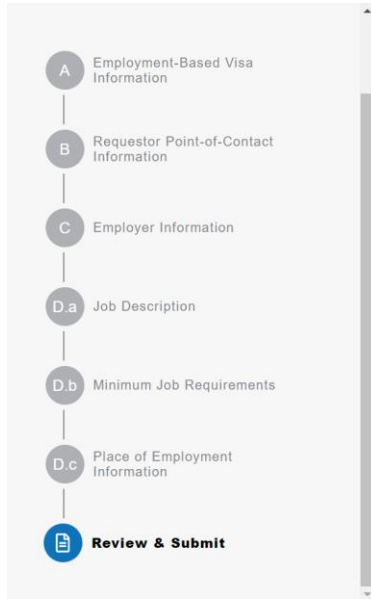 A
Employment-Based Visa
Information
B
Requestor Point-of-Contact
Information
C
Employer Information
D.a
Job Description
D.b
Minimum Job Requirements
D.c
Place of Employment
Information
Review & Submit